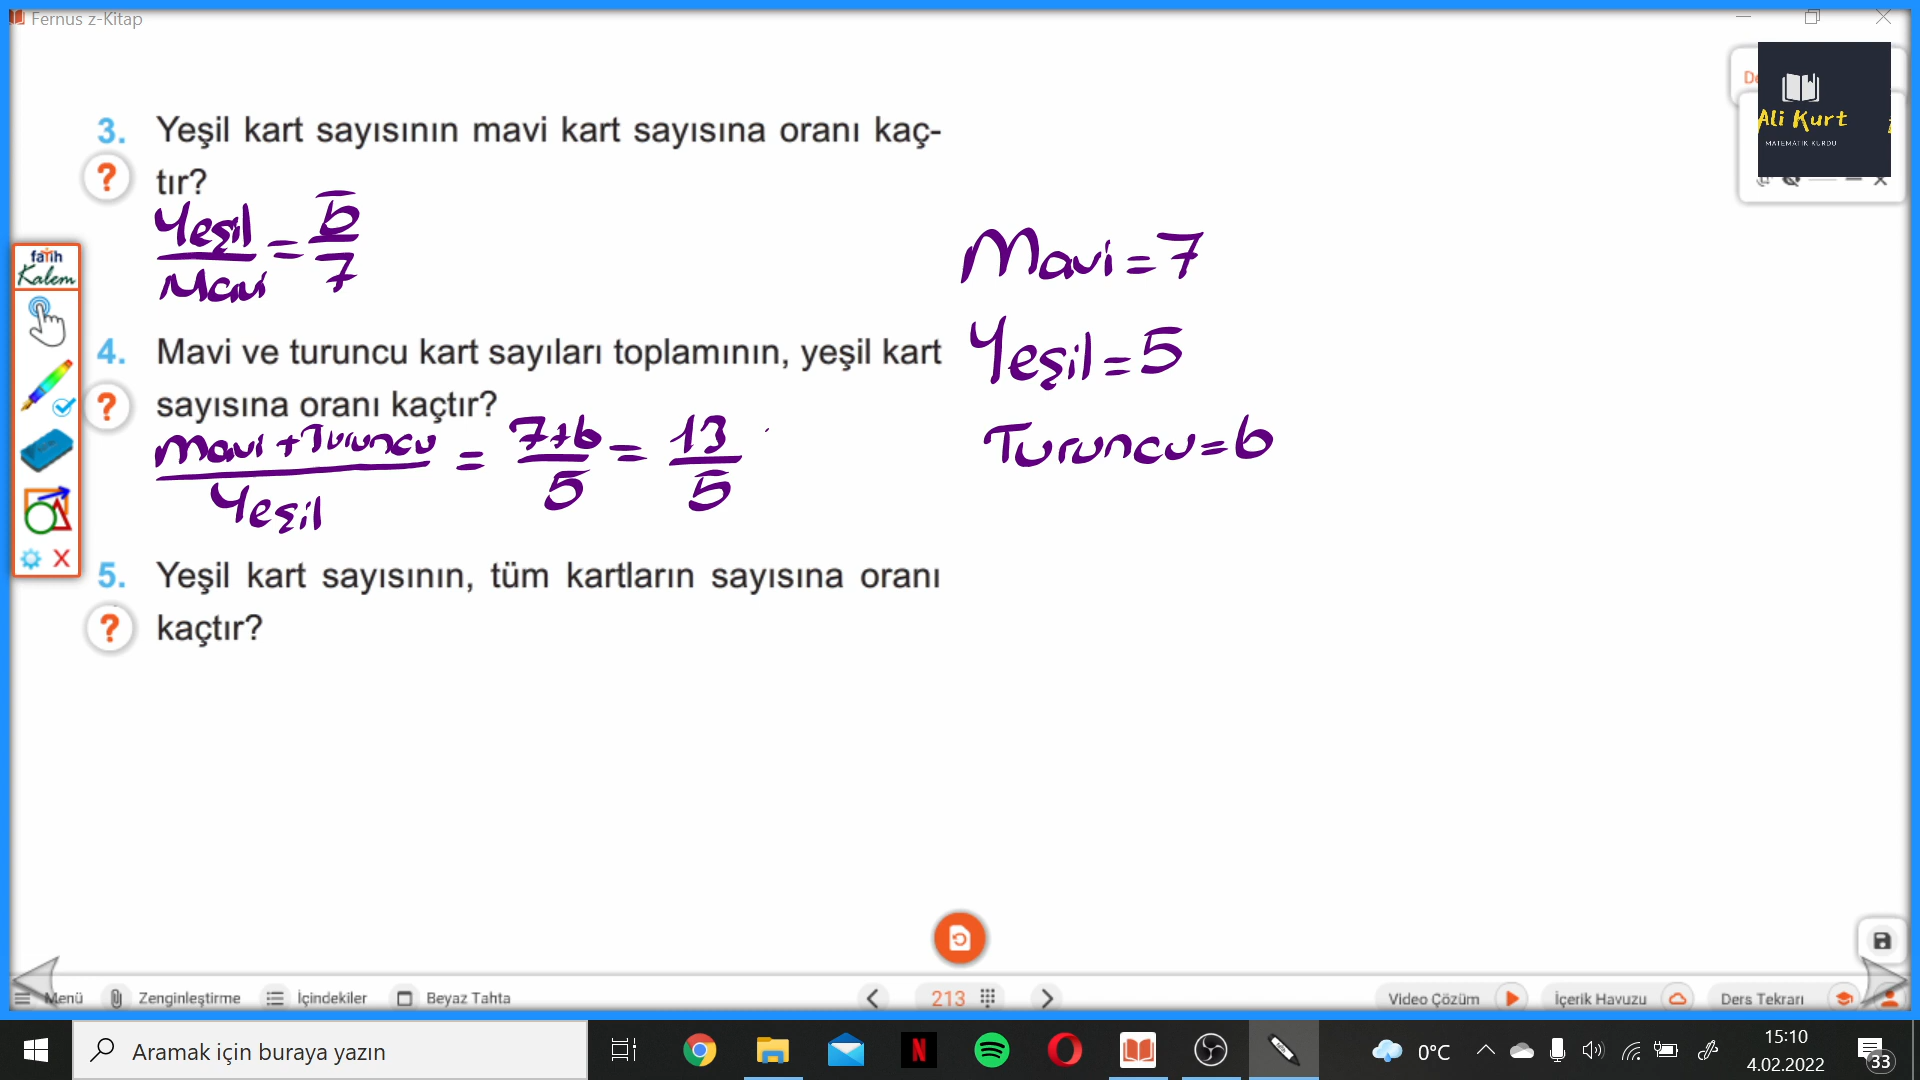 Fernus z-Kitap
3. Yeşil kart sayısının mavi kart sayısına oranı kaç-
tır?
Yeşil
Mavi
=
5
7
4. Mavi ve turuncu kart sayıları toplamının, yeşil kart
sayısına oranı kaçtır?
Mavi + Turuncu
Yeşil
=
7+6
5
=
13
5
5. Yeşil kart sayısının, tüm kartların sayısına oranı
kaçtır?
Mavi = 7
Yeşil = 5
Turuncu = 6
Ali Kurt
MATEMATİK KURDU
fatih
Kalem
Menü
Zenginleştirme
İçindekiler
Beyaz Tahta
213
Video Çözüm
İçerik Havuzu
Ders Tekrarı
Aramak için buraya yazın
0°C
15:10
4.02.2022
33